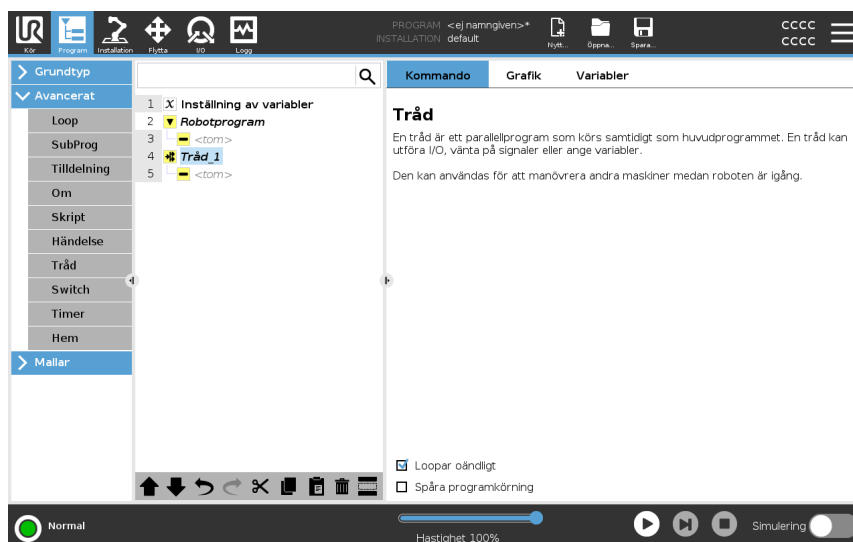 PROGRAM <ej namngiven>*
INSTALLATION default
Kör
Program
Installation
Flytta
I/O
Logg
Nytt...
Öppna...
Spara...
cccc
cccc
Grundtyp
Avancerat
Loop
SubProg
Tilldelning
Om
Skript
Händelse
Tråd
Switch
Timer
Hem
Mallar
1 X Inställning av variabler
2 Robotprogram
3 <tom>
4 Tråd_1
5 <tom>
Kommando
Grafik
Variabler
Tråd
En tråd är ett parallellprogram som körs samtidigt som huvudprogrammet. En tråd kan
utföra I/O, vänta på signaler eller ange variabler.
Den kan användas för att manövrera andra maskiner medan roboten är igång.
Loopar oändligt
Spåra programkörning
Normal
Hastighet 100%
Simulering